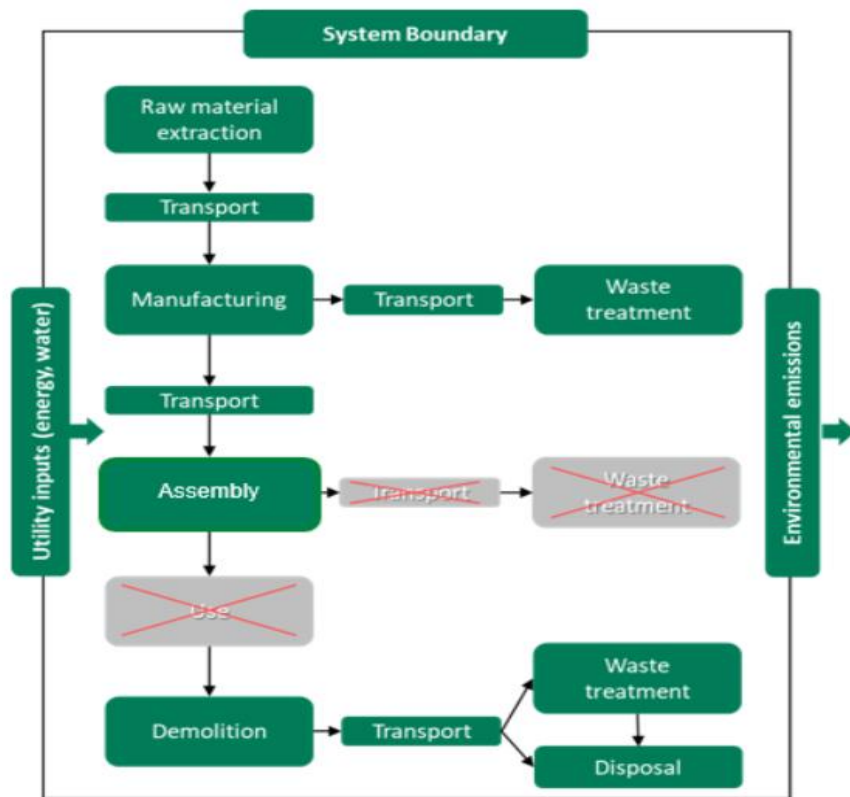 System Boundary
Raw material
extraction
Transport
Manufacturing
Transport
Waste
treatment
Transport
Assembly
Transport
Waste
treatment
Use
Demolition
Transport
Waste
treatment
Disposal
Utility inputs (energy, water)
Environmental emissions